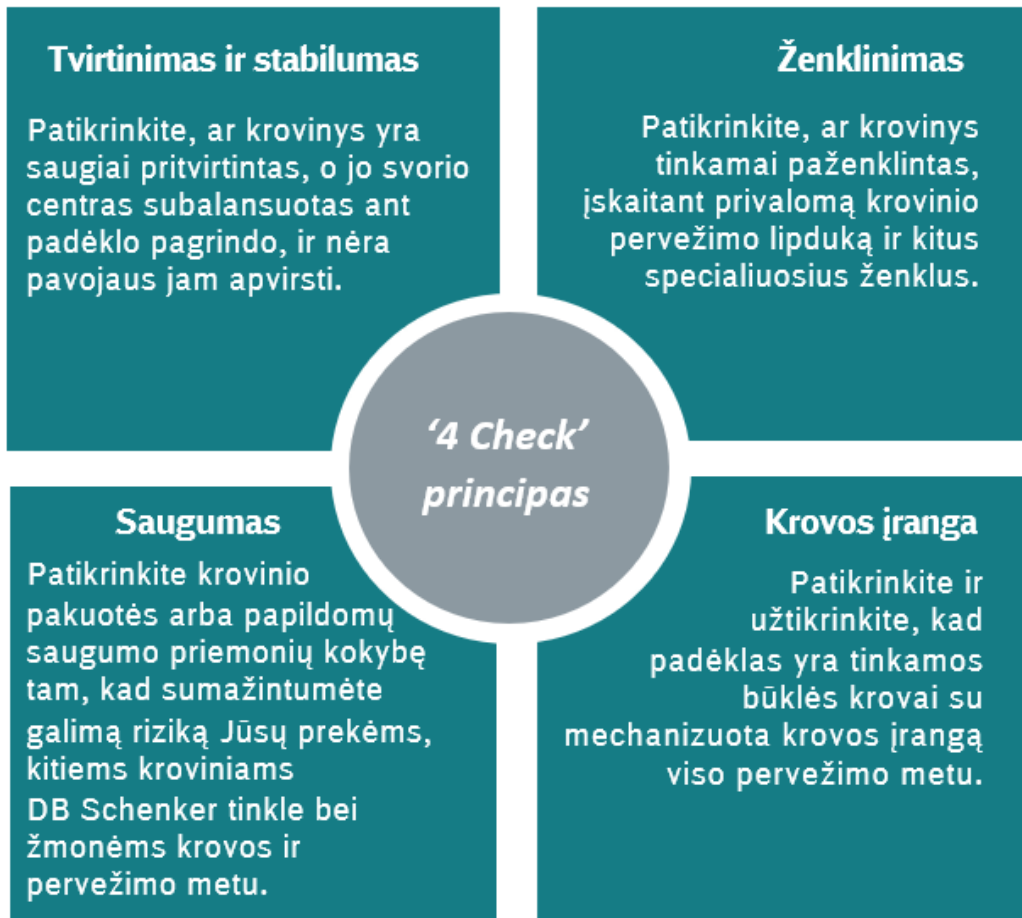 Tvirtinimas ir stabilumas
Patikrinkite, ar krovinys yra
saugiai pritvirtintas, o jo svorio
centras subalansuotas ant
padėklo pagrindo, ir nėra
pavojaus jam apvirsti.
Ženklinimas
Patikrinkite, ar krovinys
tinkamai paženklintas,
įskaitant privalomą krovinio
pervežimo lipduką ir kitus
specialiuosius ženklus.
‘4 Check’
principas
Saugumas
Patikrinkite krovinio
pakuotės arba papildomų
saugumo priemonių kokybę
tam, kad sumažintumėte
galimą riziką Jūsų prekėms,
kitiems kroviniams
DB Schenker tinkle bei
žmonėms krovos ir
pervežimo metu.
Krovos įranga
Patikrinkite ir
užtikrinkite, kad
padėklas yra tinkamos
būklės krovai su
mechanizuota krovos įrangą
viso pervežimo metu.